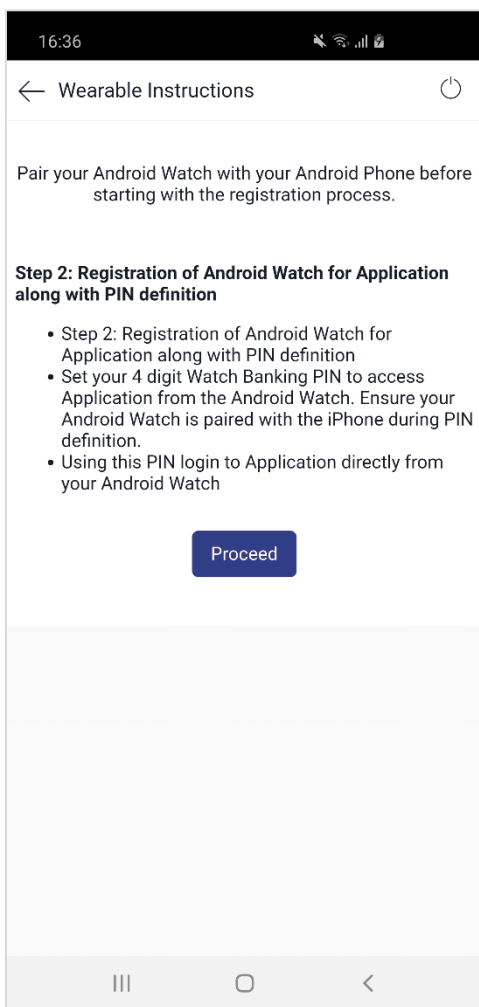 16:36
Wearable Instructions
Pair your Android Watch with your Android Phone before
starting with the registration process.
Step 2: Registration of Android Watch for Application
along with PIN definition
• Step 2: Registration of Android Watch for
Application along with PIN definition
• Set your 4 digit Watch Banking PIN to access
Application from the Android Watch. Ensure your
Android Watch is paired with the iPhone during PIN
definition.
• Using this PIN login to Application directly from
your Android Watch
Proceed